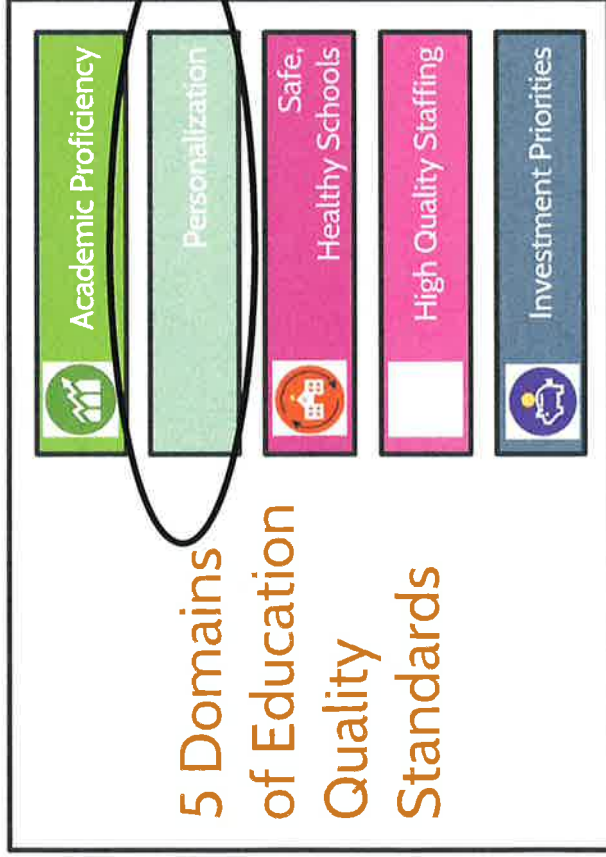 5 Domains
of Education
Quality
Standards
Academic Proficiency
Personalization
Safe,
Healthy Schools
High Quality Staffing
Investment Priorities